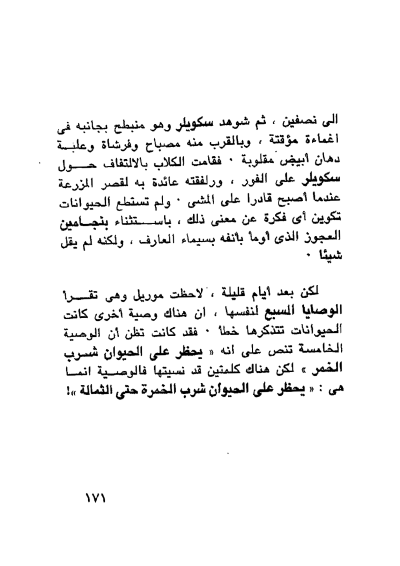 الى نصفين ، ثم شوهد سكويلر وهو منبطح بجانبه فى
اغماءة مؤقتة ، وبالقرب منه مصباح وفرشاة وعلبة
دهان أبيض مقلوبة . فقامت الكلاب بالالتفاف حول
سكويلر على الفور ، ورافقته عائدة به لقصر المزرعة
عندما أصبح قادرا على المشى . ولم تستطع الحيوانات
تكوين أى فكرة عن معنى ذلك ، باستثناء بنجامين
العجوز الذى أومأ بأنفه بسيماء العارف ، ولكنه لم يقل
شيئا .
لكن بعد أيام قليلة ، لاحظت موريل وهى تقرأ
الوصايا السبع لنفسها ، ان هناك وصية أخرى كانت
الحيوانات تتذكرها خطأ . فقد كانت تظن أن الوصية
الخامسة تنص على انه « يحظر على الحيوان شرب
الخمر » لكن هناك كلمتين قد نسيتها فالوصية انما
هى : « يحظر على الحيوان شرب الخمرة حتى الثمالة »!
١٧١